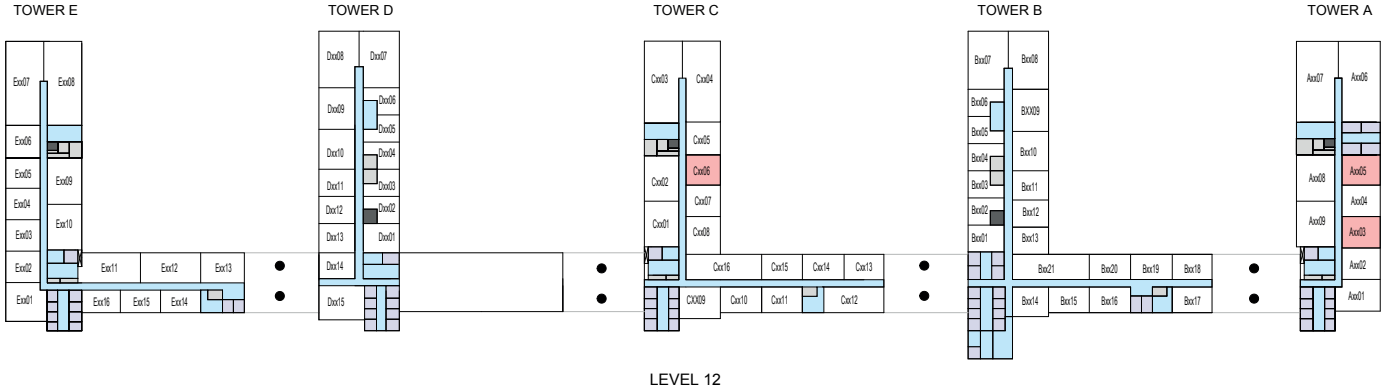 TOWER E
TOWER D
TOWER C
TOWER B
TOWER A
Exx07
Exx08
Exx06
Exx05
Exx09
Exx04
Exx03
Exx10
Exx02
Exx11
Exx12
Exx13
Exx01
Exx16
Exx15
Exx14
Dxx08
Dxx07
Dxx09
Dxx06
Dxx05
Dxx10
Dxx04
Dxx11
Dxx03
Dxx12
Dxx02
Dxx13
Dxx01
Dxx14
Dxx15
Cxx03
Cxx04
Cxx05
Cxx02
Cxx06
Cxx07
Cxx01
Cxx08
Cxx16
Cxx15
Cxx14
Cxx13
CXX09
Cxx10
Cxx11
Cxx12
Bxx07
Bxx08
Bxx06
BXX09
Bxx05
Bxx04
Bxx10
Bxx03
Bxx11
Bxx02
Bxx12
Bxx01
Bxx13
Bxx21
Bxx20
Bxx19
Bxx18
Bxx14
Bxx15
Bxx16
Bxx17
Axx07
Axx06
Axx08
Axx05
Axx04
Axx09
Axx03
Axx02
Axx01
LEVEL 12